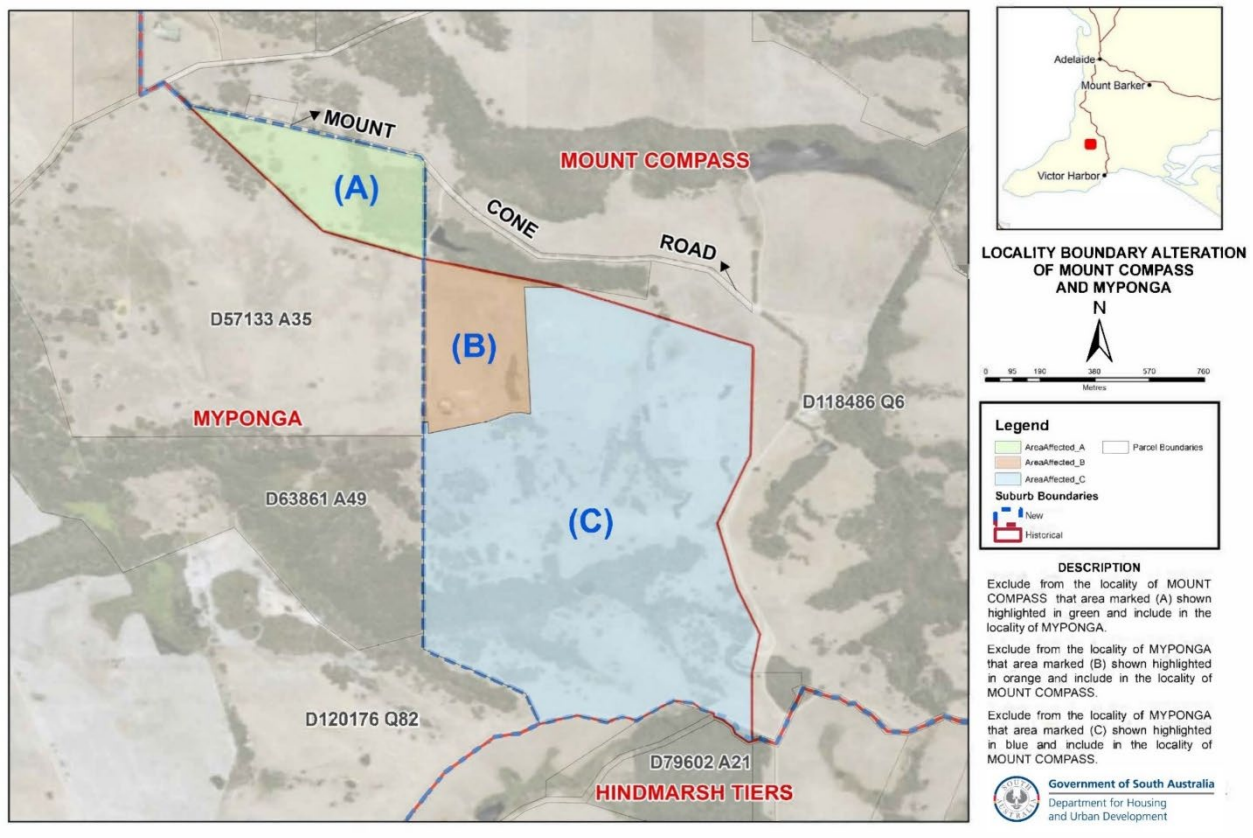 MOUNT
(A)
MOUNT COMPASS
CONE
ROAD
D57133 A35
(B)
MYPONGA
D118486 Q6
D63861 A49
(C)
D120176 Q82
D79602 A21
HINDMARSH TIERS
Adelaide
Mount Barker
Victor Harbor
LOCALITY BOUNDARY ALTERATION
OF MOUNT COMPASS
AND MYPONGA
N
0 95 190 380 570 760
Metres
Legend
AreaAffected_A
Parcel Boundaries
AreaAffected_B
AreaAffected_C
Suburb Boundaries
New
Historical
DESCRIPTION
Exclude from the locality of MOUNT
COMPASS that area marked (A) shown
highlighted in green and include in the
locality of MYPONGA.
Exclude from the locality of MYPONGA
that area marked (B) shown highlighted
in orange and include in the locality of
MOUNT COMPASS.
Exclude from the locality of MYPONGA
that area marked (C) shown highlighted
in blue and include in the locality of
MOUNT COMPASS.
SOUTH
AUSTRALIA
Government of South Australia
Department for Housing
and Urban Development